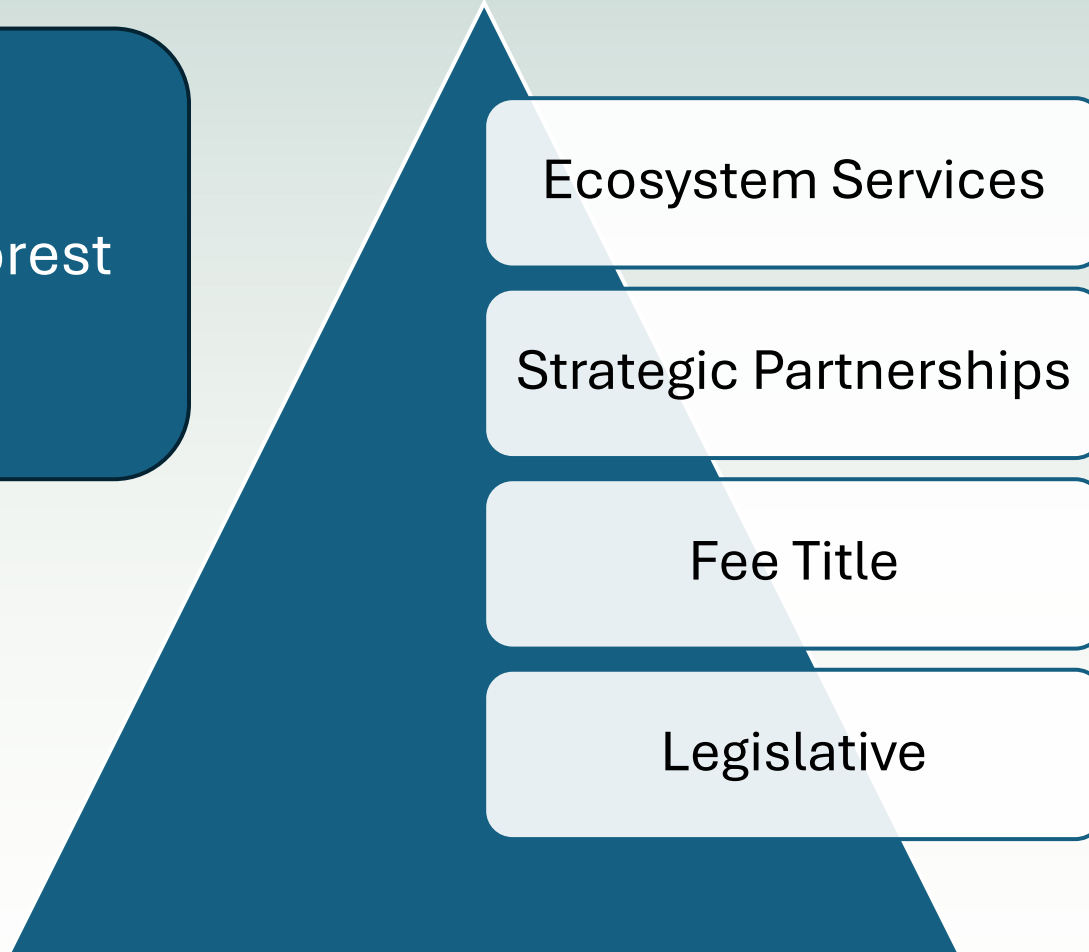 orest
Ecosystem Services
Strategic Partnerships
Fee Title
Legislative